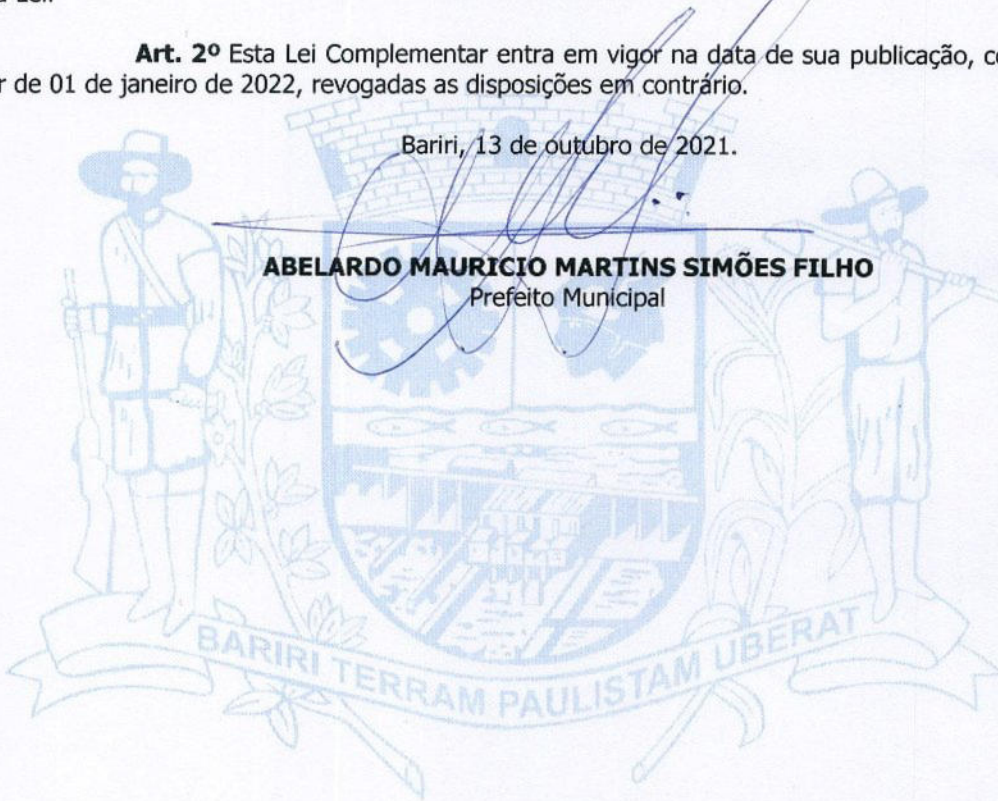 Art. 2º Esta Lei Complementar entra em vigor na data de sua publicação,
de 01 de janeiro de 2022, revogadas as disposições em contrário.
Bariri, 13 de outubro de 2021.
ABELARDO MAURICIO MARTINS SIMÕES FILHO
Prefeito Municipal
BARIRI TERRAM PAULISTAM UBERAT